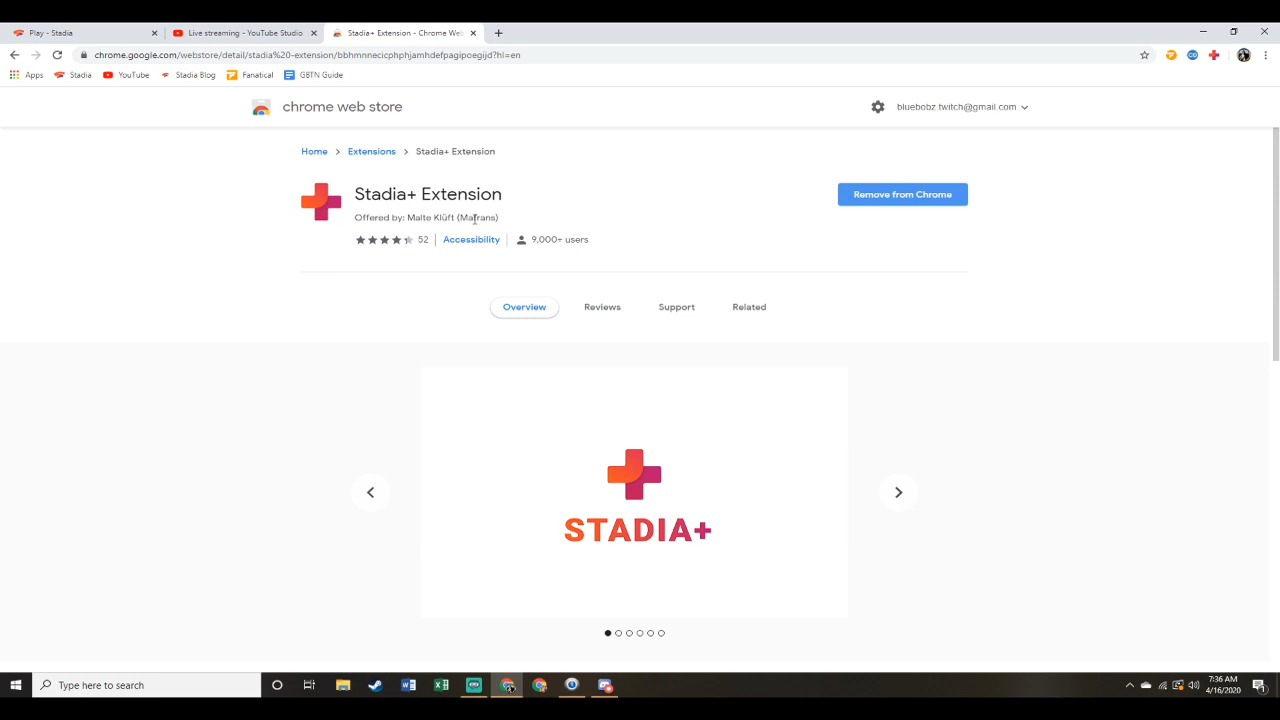 Play - Stadia
Live streaming - YouTube Studio
Stadia+ Extension - Chrome Web
chrome.google.com/webstore/detail/stadia%20-extension/bbhmnnecicphphjamhdefpagipoegijd?hl=en
Apps
Stadia
YouTube
Stadia Blog
Fanatical
GBTN Guide
chrome web store
bluebobz.twitch@gmail.com
Home
Extensions
Stadia+ Extension
Stadia+ Extension
Remove from Chrome
Offered by: Malte Klüft (Mafrans)
52
Accessibility
9,000+ users
Overview
Reviews
Support
Related
STADIA+
Type here to search
7:36 AM
4/16/2020